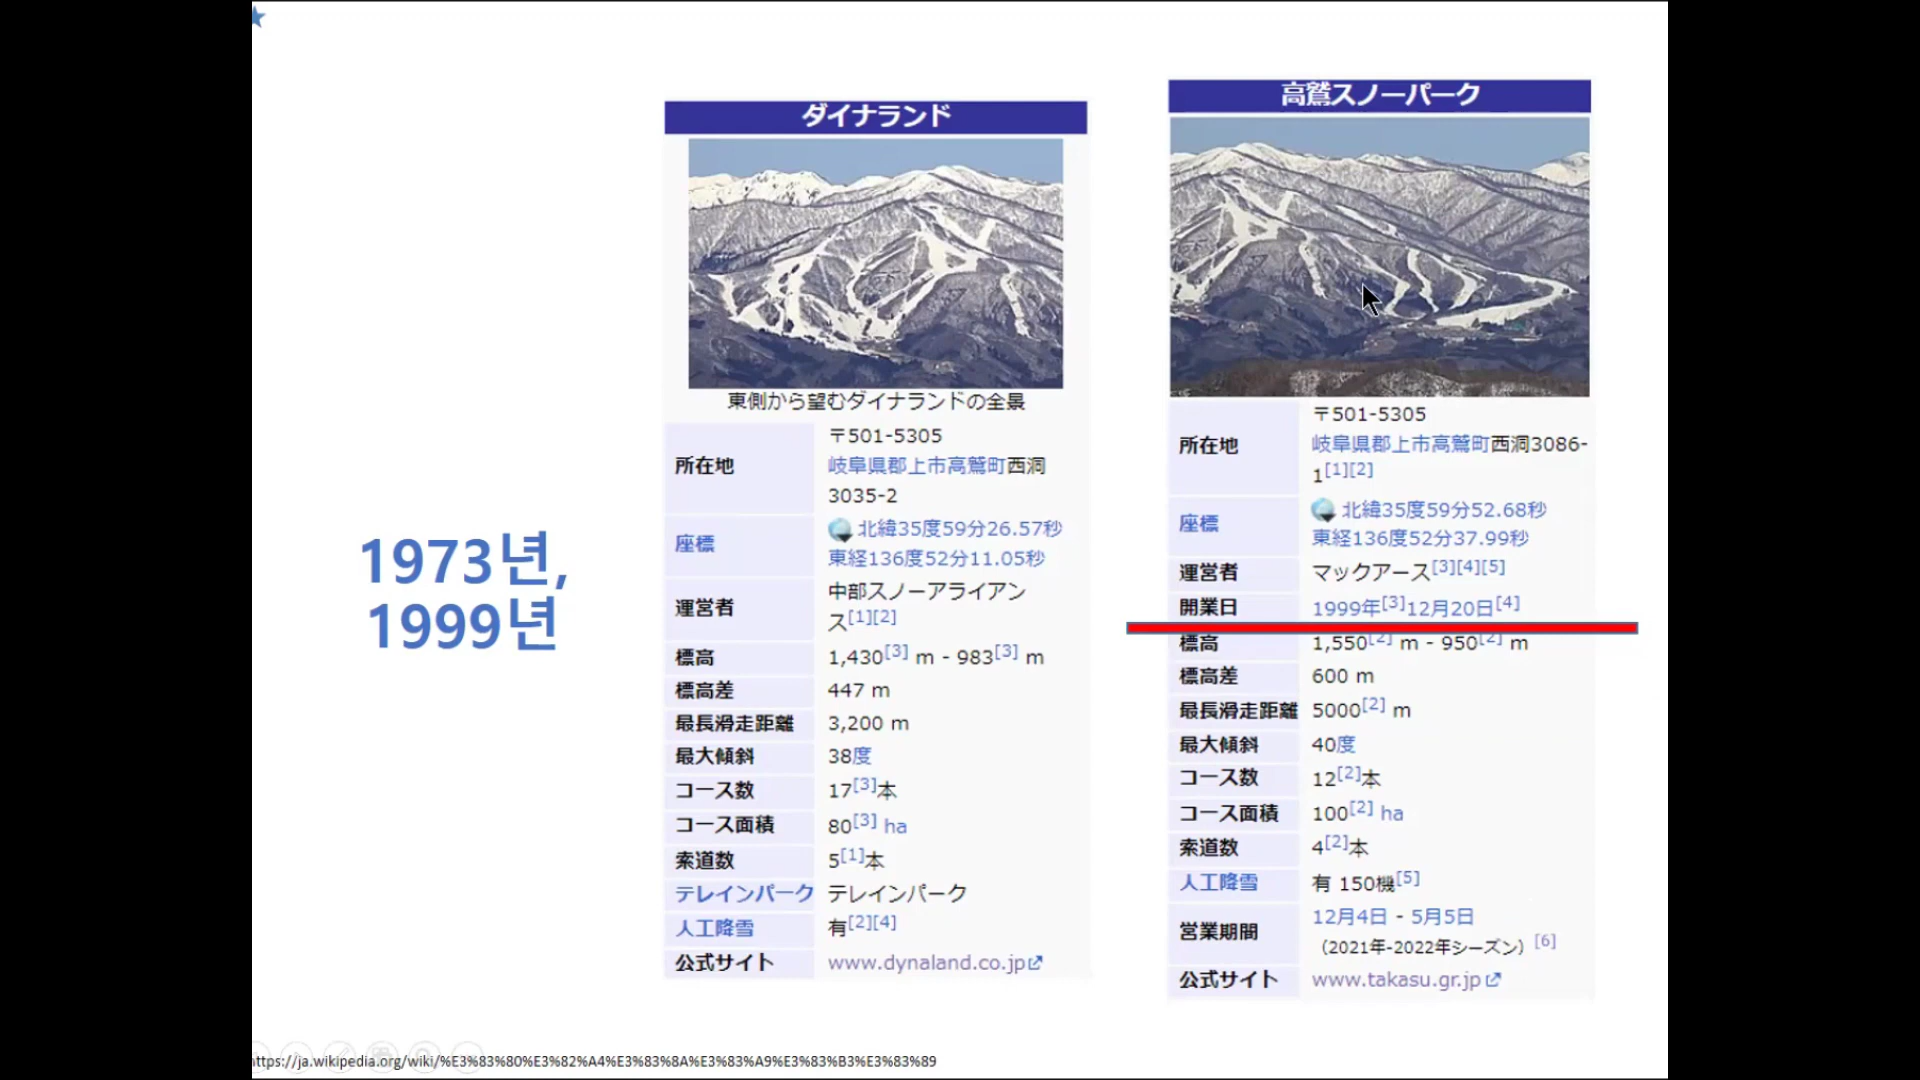 1973년,
1999년
ダイナランド
東側から望むダイナランドの全景
所在地
〒501-5305
岐阜県郡上市高鷲町西洞
3035-2
座標
北緯35度59分26.57秒
東経136度52分11.05秒
運営者
中部スノーアライアン
ス[1][2]
標高 1,430[3] m - 983[3] m
標高差 447 m
最長滑走距離 3,200 m
最大傾斜 38度
コース数 17[3]本
コース面積 80[3] ha
索道数 5[1]本
テレインパーク テレインパーク
人工降雪 有[2][4]
公式サイト www.dynaland.co.jp
高鷲スノーパーク
所在地
〒501-5305
岐阜県郡上市高鷲町西洞3086-
1[1][2]
座標
北緯35度59分52.68秒
東経136度52分37.99秒
運営者 マックアース[3][4][5]
開業日 1999年[3]12月20日[4]
標高 1,550[2] m - 950[2] m
標高差 600 m
最長滑走距離 5000[2] m
最大傾斜 40度
コース数 12[2]本
コース面積 100[2] ha
索道数 4[2]本
人工降雪 有 150機[5]
営業期間
12月4日 - 5月5日
（2021年-2022年シーズン）[6]
公式サイト www.takasu.gr.jp
https://ja.wikipedia.org/wiki/%E3%83%80%E3%82%A4%E3%83%8A%E3%83%A9%E3%83%B3%E3%83%89